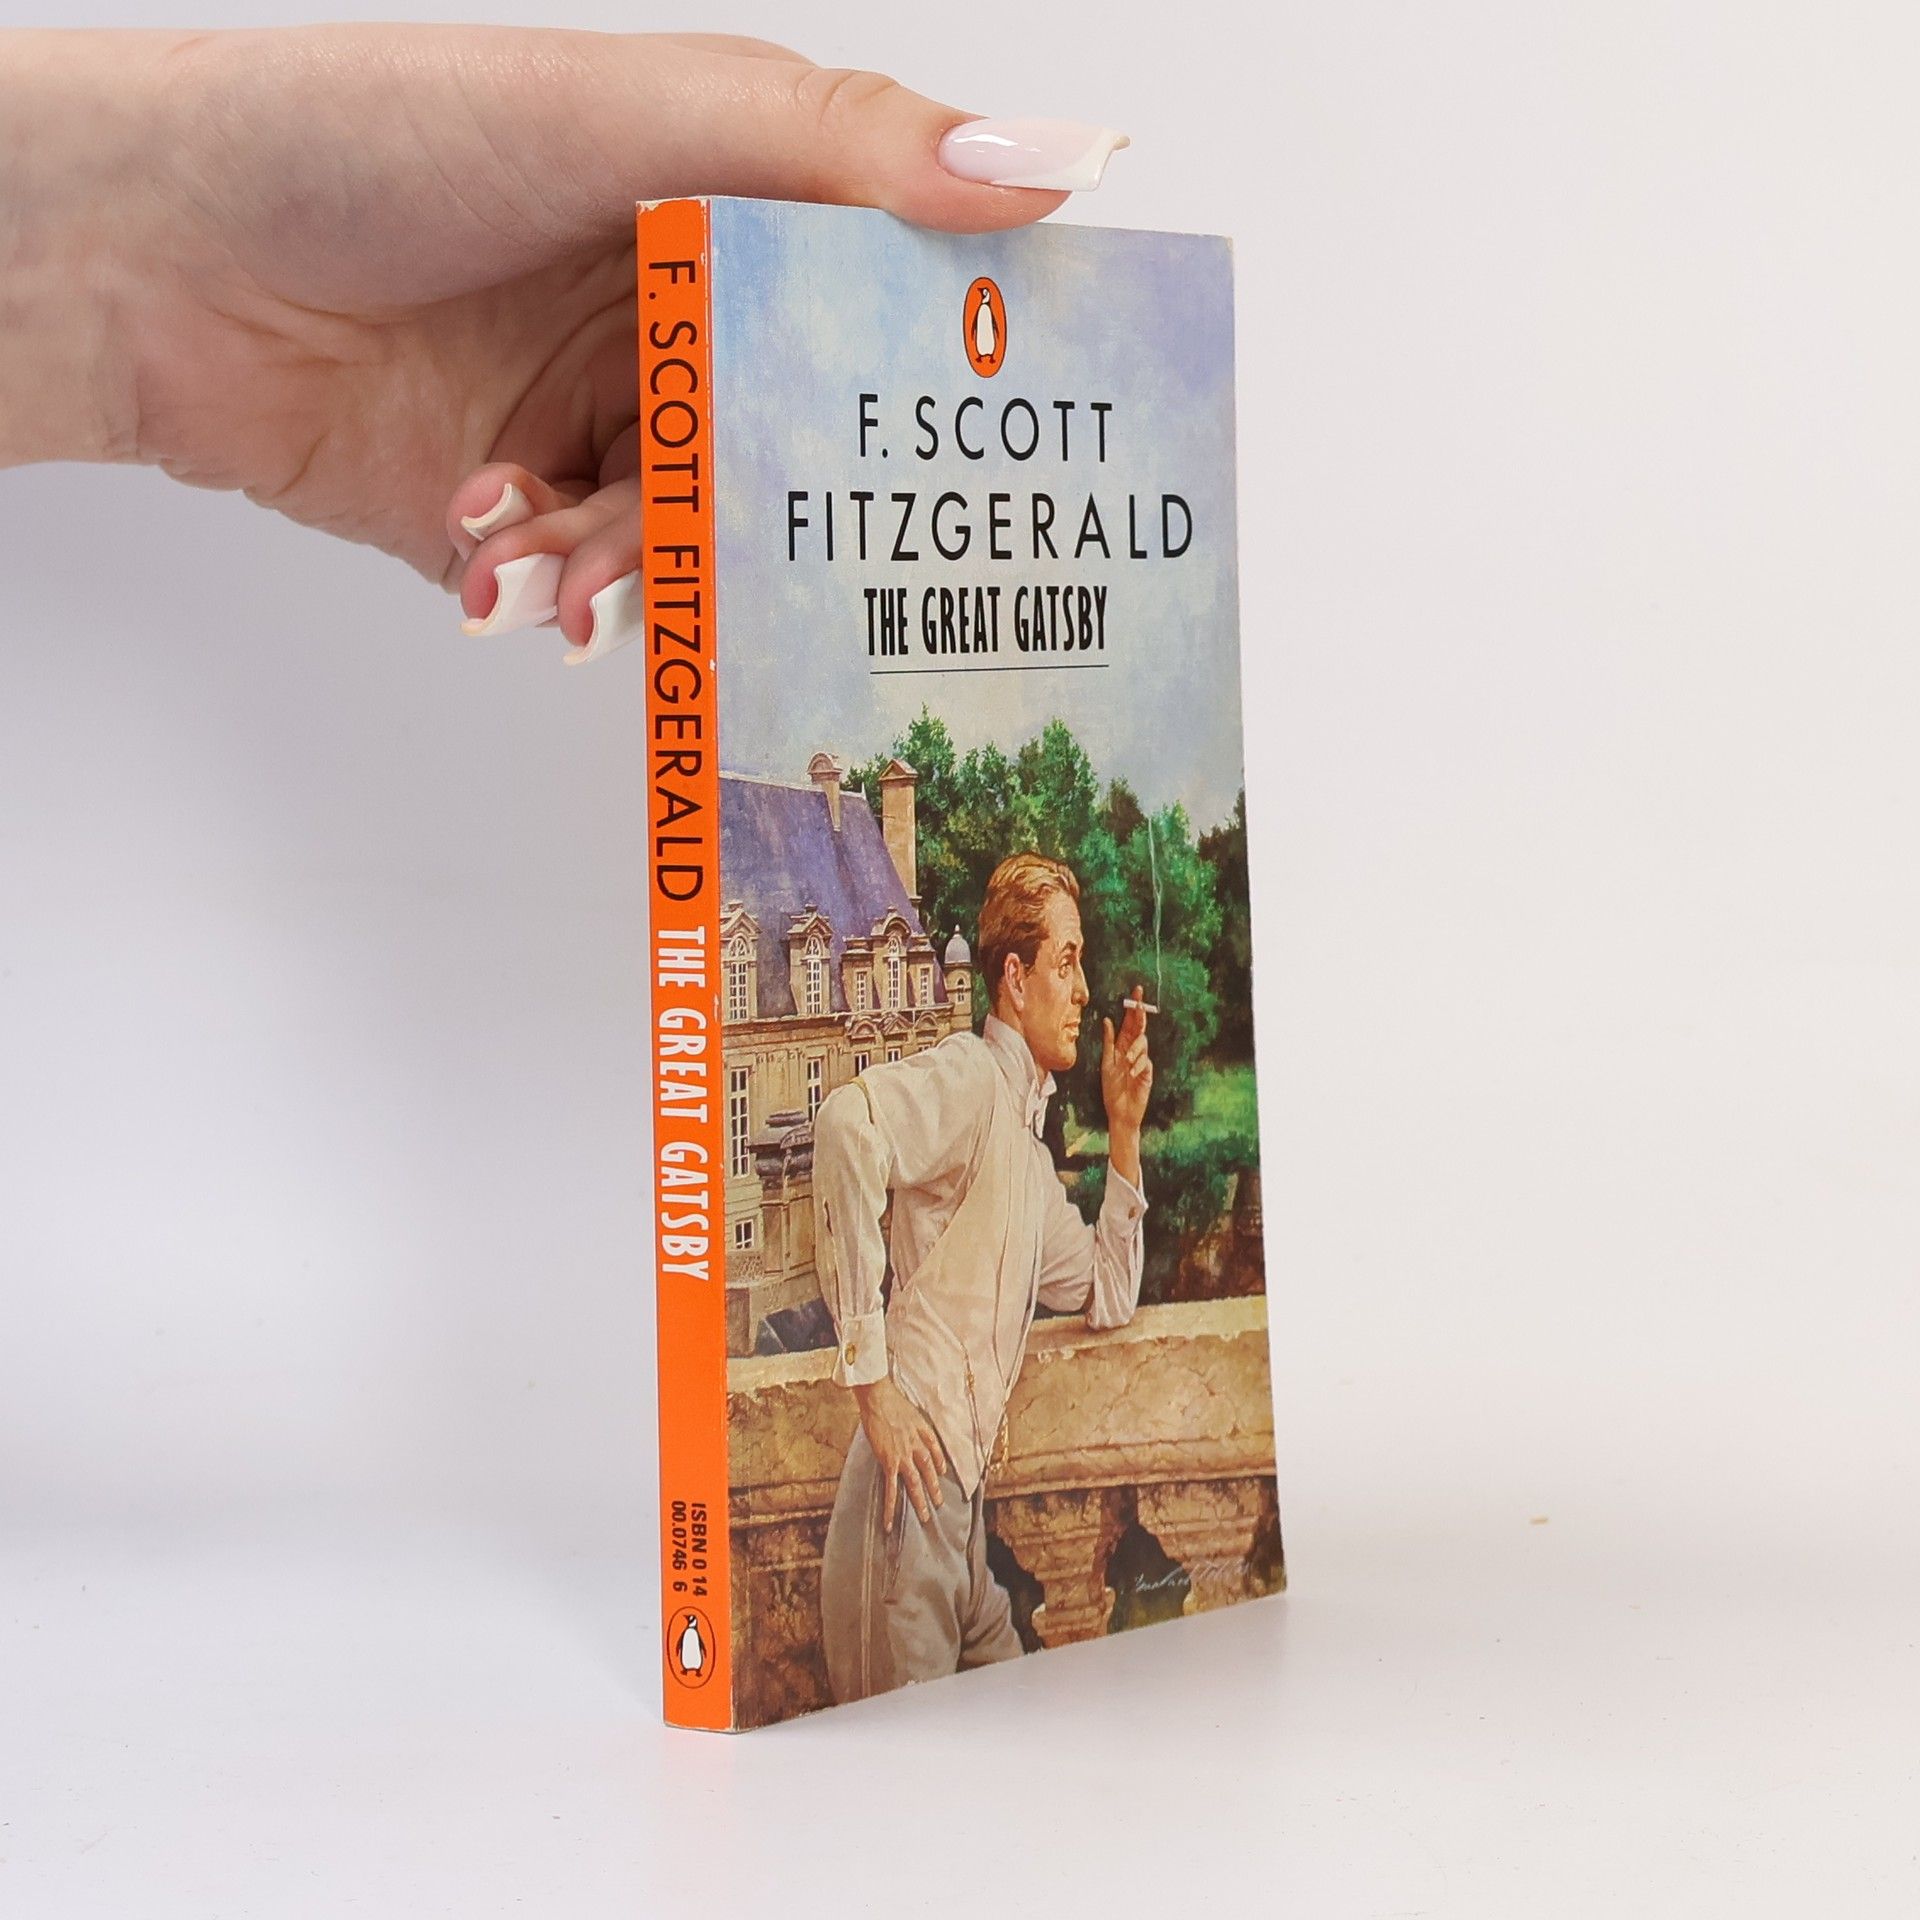 F. SCOTT FITZGERALD THE GREAT GATSBY
ISBN 0 14
00.0746 6
F. SCOTT
FITZGERALD
THE GREAT GATSBY